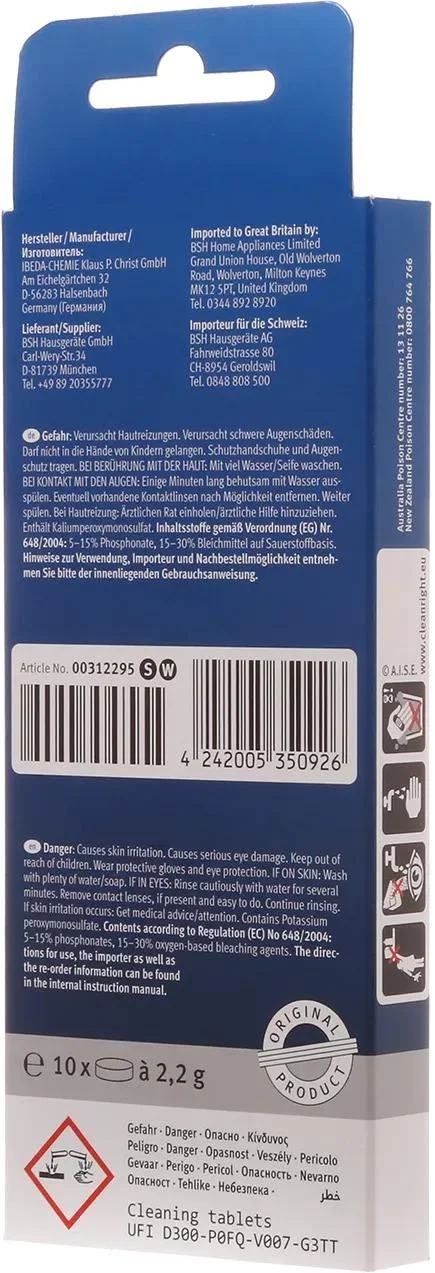 Hersteller / Manufacturer /
Изготовитель:
IBEDA-CHEMIE Klaus P. Christ GmbH
Am Eichelgärtchen 32
D-56283 Halsenbach
Germany (Германия)
Lieferant/Supplier:
BSH Hausgeräte GmbH
Carl-Wery-Str.34
D-81739 München
Tel. +49 89 20355777
Imported to Great Britain by:
BSH Home Appliances Limited
Grand Union House, Old Wolverton
Road, Wolverton, Milton Keynes
MK12 5PT, United Kingdom
Tel. 0344 892 8920
Importeur für die Schweiz:
BSH Hausgeräte AG
Fahrweidstrasse 80
CH-8954 Geroldswil
Tel. 0848 808 500
de Gefahr: Verursacht Hautreizungen. Verursacht schwere Augenschäden.
Darf nicht in die Hände von Kindern gelangen. Schutzhandschuhe und Augen-
schutz tragen. BEI BERÜHRUNG MIT DER HAUT: Mit viel Wasser/Seife waschen.
BEI KONTAKT MIT DEN AUGEN: Einige Minuten lang behutsam mit Wasser aus-
spülen. Eventuell vorhandene Kontaktlinsen nach Möglichkeit entfernen. Weiter
spülen. Bei Hautreizung: Ärztlichen Rat einholen/ärztliche Hilfe hinzuziehen.
Enthält Kaliumperoxymonosulfat. Inhaltsstoffe gemäß Verordnung (EG) Nr.
648/2004: 5–15% Phosphonate, 15–30% Bleichmittel auf Sauerstoffbasis.
Hinweise zur Verwendung, Importeur und Nachbestellmöglichkeit entneh-
men Sie bitte der innenliegenden Gebrauchsanweisung.
Article No. 00312295 S W
4 242005 350926
en Danger: Causes skin irritation. Causes serious eye damage. Keep out of
reach of children. Wear protective gloves and eye protection. IF ON SKIN: Wash
with plenty of water/soap. IF IN EYES: Rinse cautiously with water for several
minutes. Remove contact lenses, if present and easy to do. Continue rinsing.
If skin irritation occurs: Get medical advice/attention. Contains Potassium
peroxymonosulfate. Contents according to Regulation (EC) No 648/2004:
5–15% phosphonates, 15–30% oxygen-based bleaching agents. The direc-
tions for use, the importer as well as
the re-order information can be found
in the internal instruction manual.
ORIGINAL
PRODUCT
℮ 10 x à 2,2 g
Gefahr · Danger · Опасно · Κίνδυνος
Peligro · Danger · Opasnost · Veszély · Pericolo
Gevaar · Perigo · Pericol · Опасность · Nevarno
Опасност · Tehlike · Небезпека ·
خطر
Cleaning tablets
UFI D300-P0FQ-V007-G3TT
Australia Poison Centre number: 13 11 26
New Zealand Poison Centre number: 0800 764 766
www.cleanright.eu
© A.I.S.E.